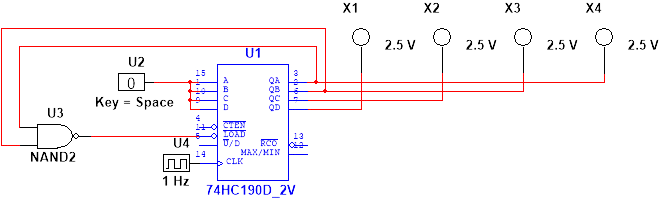 X1 X2 X3 X4
2.5 V 2.5 V 2.5 V 2.5 V
U2
0
Key = Space
U1
15 A QA 3
1 B QB 2
10 C QC 6
9 D QD 7
4 CTEN
11 LOAD
5 U/D RCO 13
MAX/MIN 12
14 CLK
U3
NAND2
U4
1 Hz
74HC190D_2V